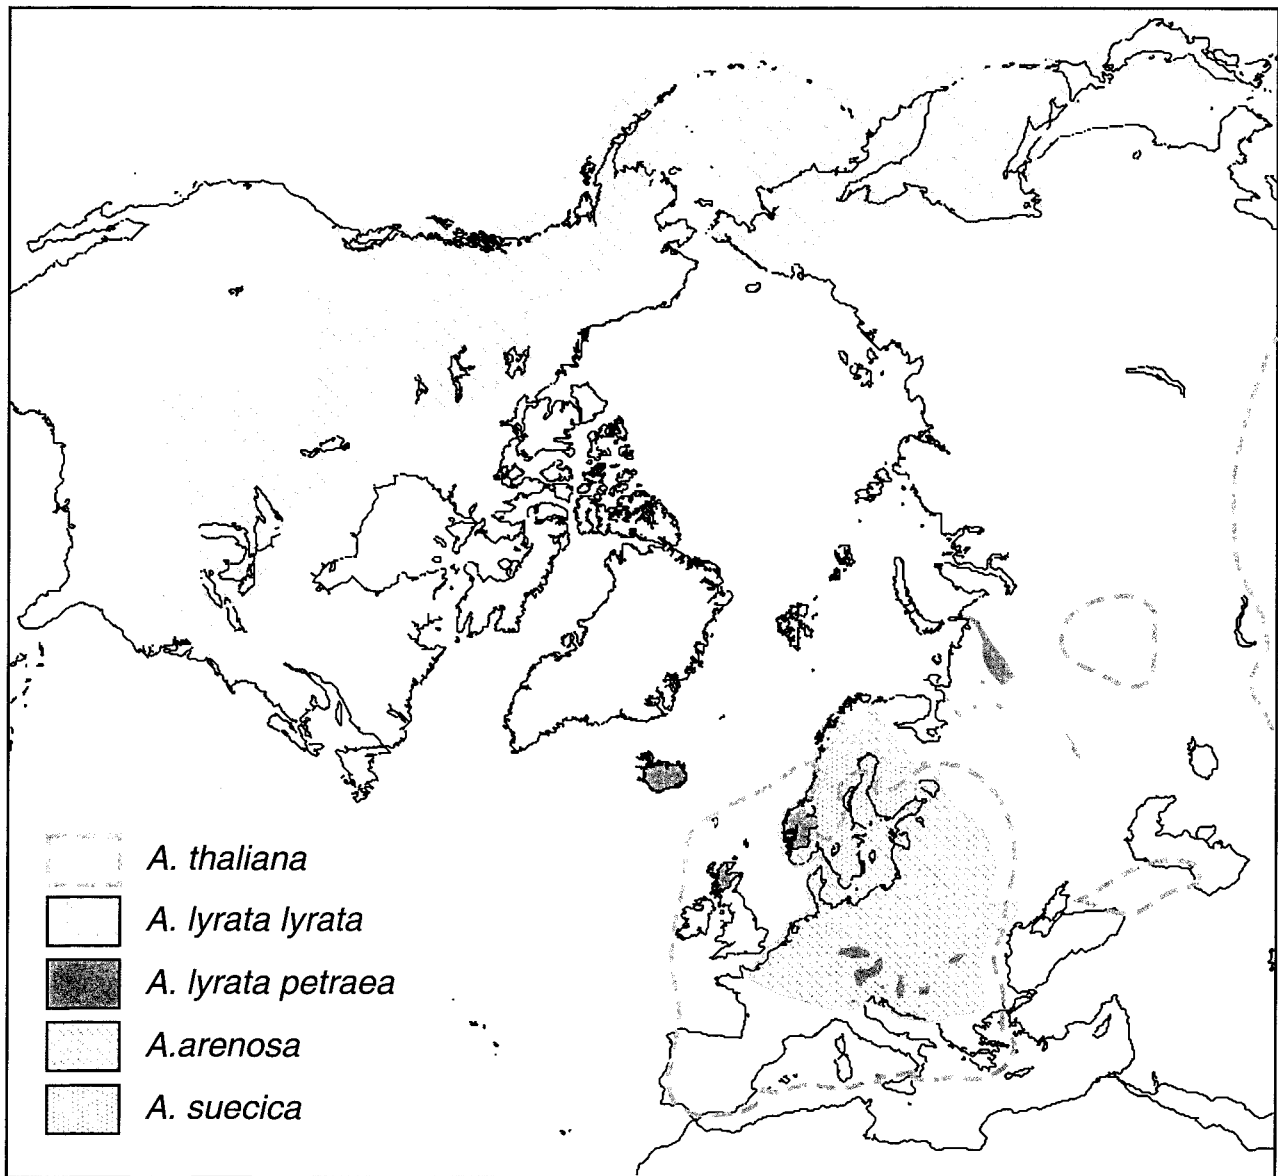 A. thaliana
A. lyrata lyrata
A. lyrata petraea
A.arenosa
A. suecica